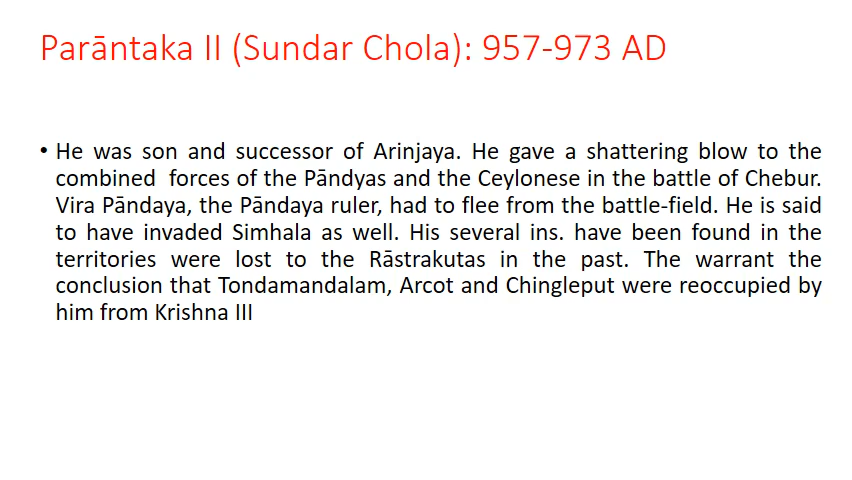 Parāntaka II (Sundar Chola): 957-973 AD
• He was son and successor of Arinjaya. He gave a shattering blow to the
combined forces of the Pāndyas and the Ceylonese in the battle of Chebur.
Vira Pāndaya, the Pāndaya ruler, had to flee from the battle-field. He is said
to have invaded Simhala as well. His several ins. have been found in the
territories were lost to the Rāstrakutas in the past. The warrant the
conclusion that Tondamandalam, Arcot and Chingleput were reoccupied by
him from Krishna III